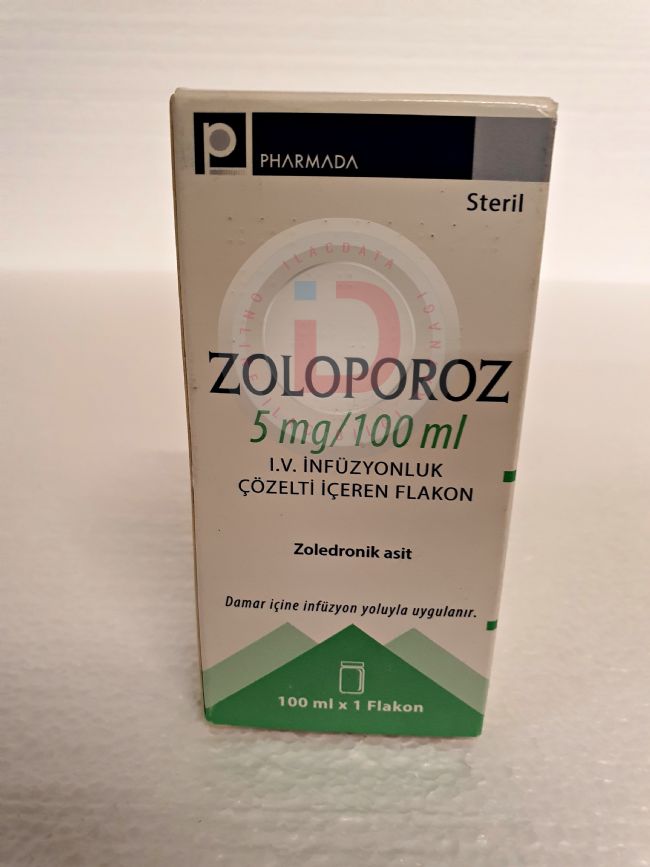 PHARMADA
Steril
ILACDATA
ZOLOPOROZ
5 mg/100 ml
I.V. İNFÜZYONLUK
ÇÖZELTİ İÇEREN FLAKON
Zoledronik asit
Damar içine infüzyon yoluyla uygulanır.
100 ml x 1 Flakon